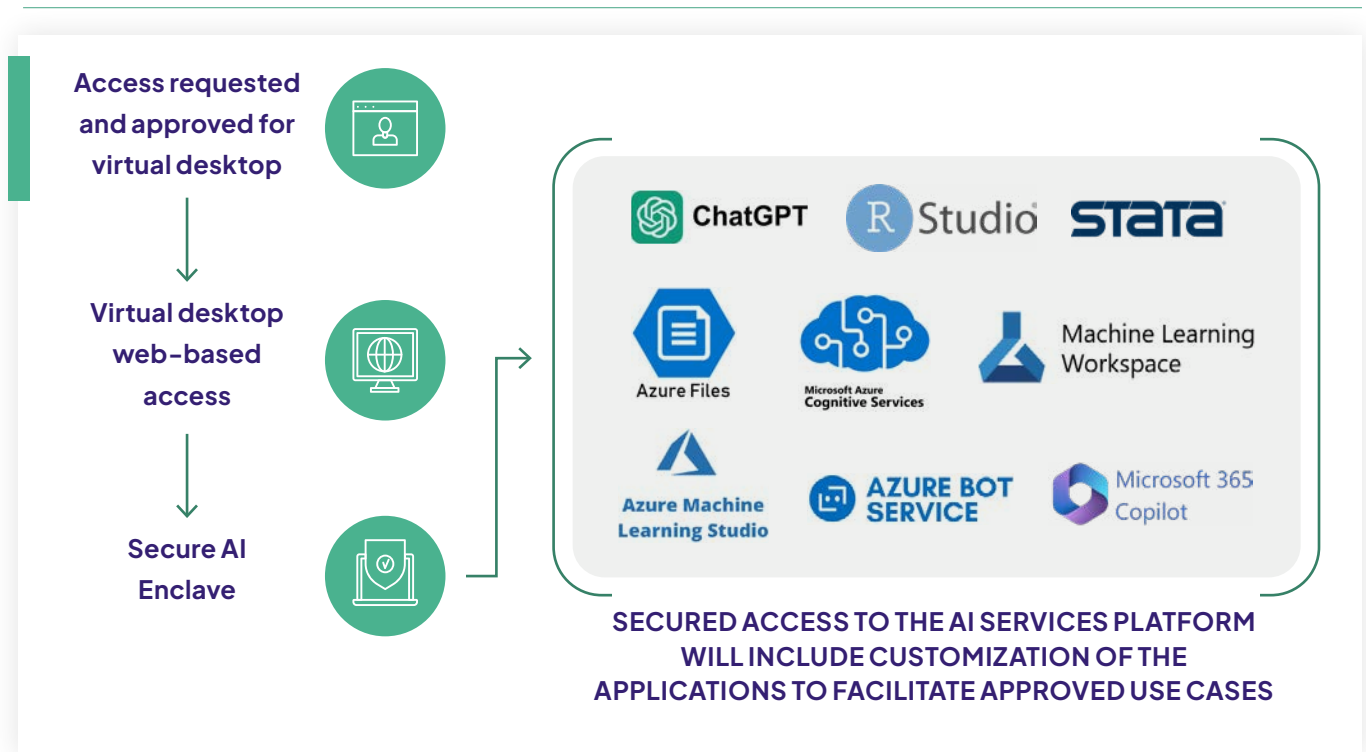 Access requested
and approved for
virtual desktop
Virtual desktop
web-based
access
Secure AI
Enclave
ChatGPT
R Studio
STATA
Azure Files
Microsoft Azure
Cognitive Services
Machine Learning
Workspace
Azure Machine
Learning Studio
AZURE BOT
SERVICE
Microsoft 365
Copilot
SECURED ACCESS TO THE AI SERVICES PLATFORM
WILL INCLUDE CUSTOMIZATION OF THE
APPLICATIONS TO FACILITATE APPROVED USE CASES